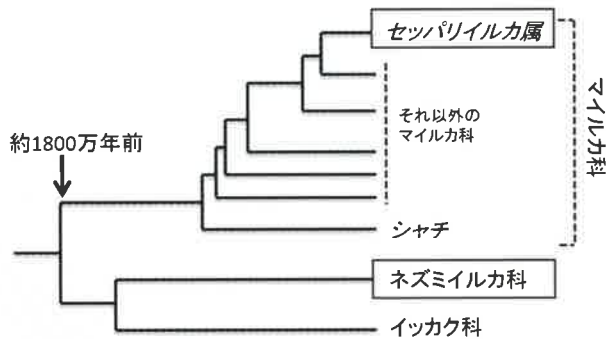 セッパリイルカ属
それ以外の
マイルカ科
マイルカ科
約1800万年前
シャチ
ネズミイルカ科
イッカク科